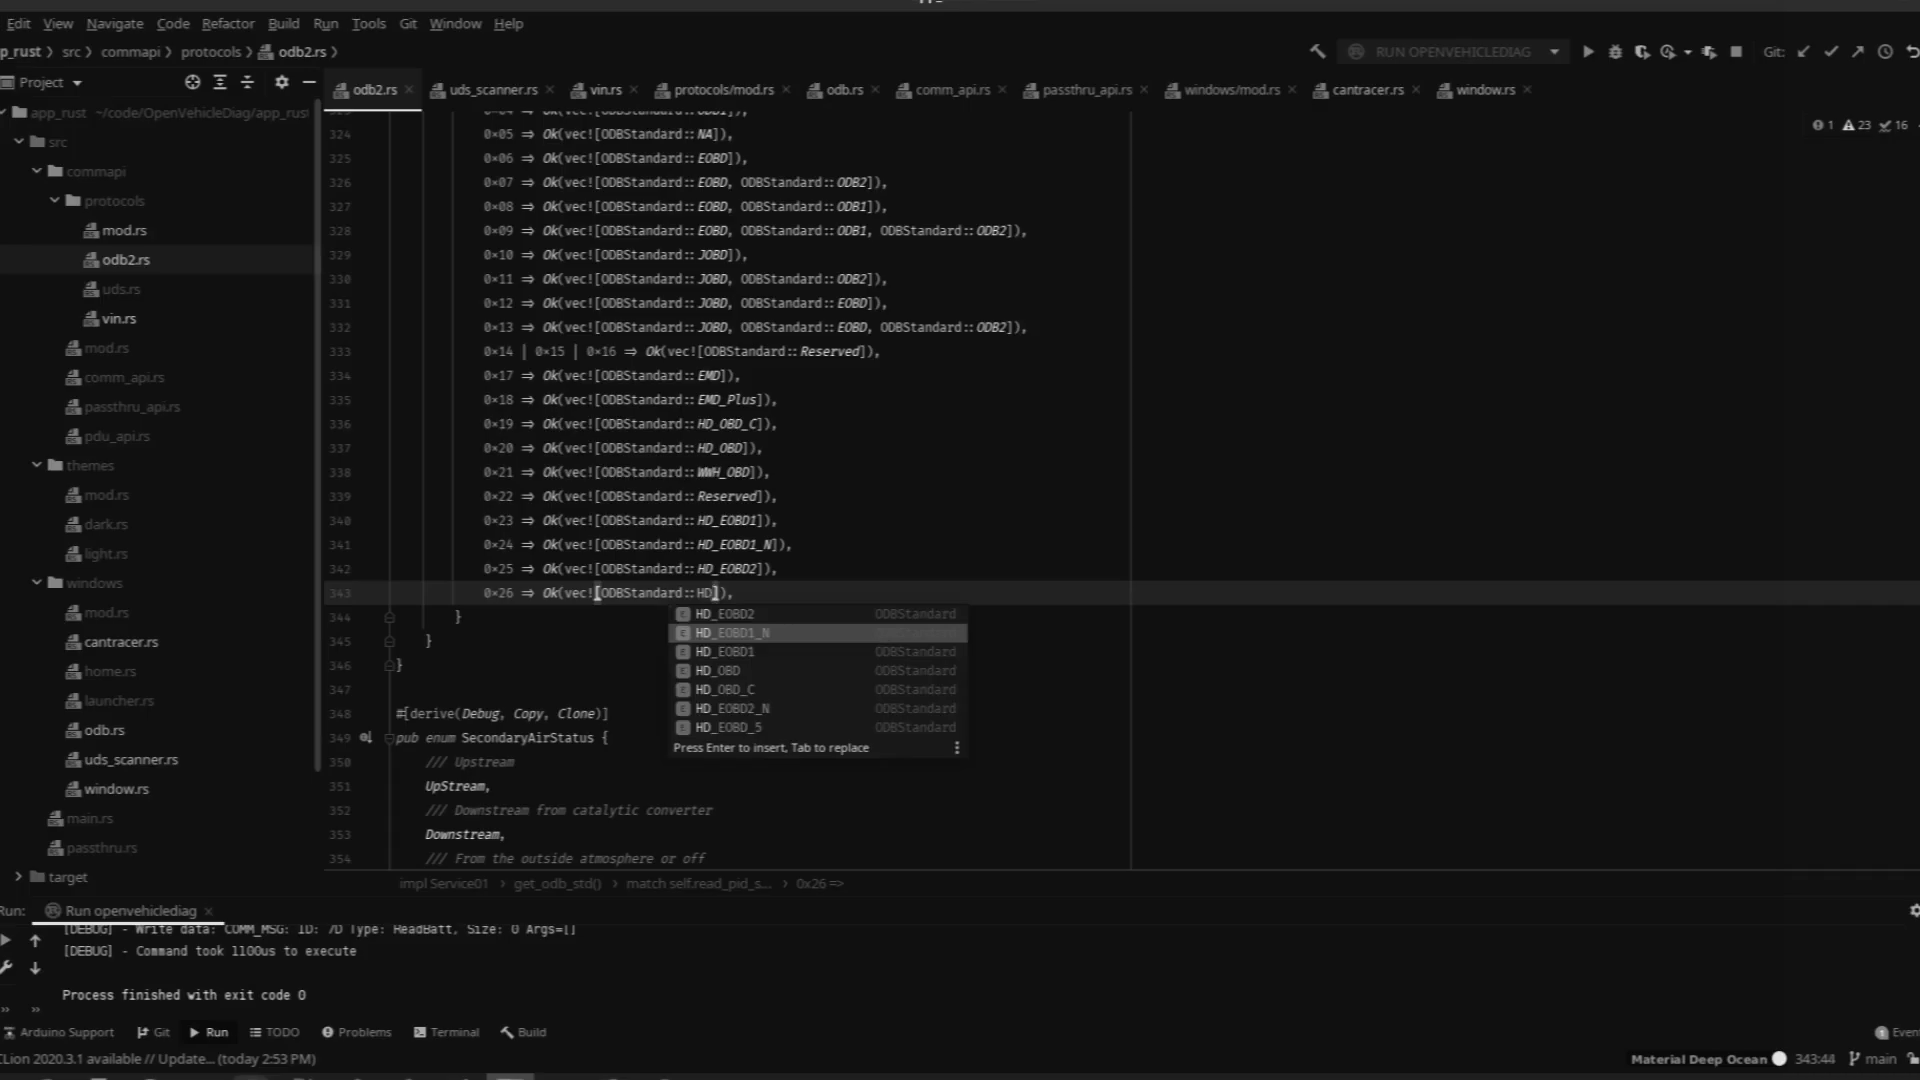 Edit View Navigate Code Refactor Build Run Tools Git Window Help
p_rust src commapi protocols odb2.rs
RUN OPENVEHICLEDIAG Git:
Project
odb2.rs uds_scanner.rs vin.rs protocols/mod.rs odb.rs comm_api.rs passthru_api.rs windows/mod.rs cantracer.rs window.rs
1 23 16
app_rust ~/code/OpenVehicleDiag/app_rust
src
commapi
protocols
mod.rs
odb2.rs
uds.rs
vin.rs
mod.rs
comm_api.rs
passthru_api.rs
pdu_api.rs
themes
mod.rs
dark.rs
light.rs
windows
mod.rs
cantracer.rs
home.rs
launcher.rs
odb.rs
uds_scanner.rs
window.rs
main.rs
passthru.rs
target
324 0x05 => Ok(vec![ODBStandard::NA]),
325 0x06 => Ok(vec![ODBStandard::EOBD]),
326 0x07 => Ok(vec![ODBStandard::EOBD, ODBStandard::ODB2]),
327 0x08 => Ok(vec![ODBStandard::EOBD, ODBStandard::ODB1]),
328 0x09 => Ok(vec![ODBStandard::EOBD, ODBStandard::ODB1, ODBStandard::ODB2]),
329 0x10 => Ok(vec![ODBStandard::JOBD]),
330 0x11 => Ok(vec![ODBStandard::JOBD, ODBStandard::ODB2]),
331 0x12 => Ok(vec![ODBStandard::JOBD, ODBStandard::EOBD]),
332 0x13 => Ok(vec![ODBStandard::JOBD, ODBStandard::EOBD, ODBStandard::ODB2]),
333 0x14 | 0x15 | 0x16 => Ok(vec![ODBStandard::Reserved]),
334 0x17 => Ok(vec![ODBStandard::EMD]),
335 0x18 => Ok(vec![ODBStandard::EMD_Plus]),
336 0x19 => Ok(vec![ODBStandard::HD_OBD_C]),
337 0x20 => Ok(vec![ODBStandard::HD_OBD]),
338 0x21 => Ok(vec![ODBStandard::WWH_OBD]),
339 0x22 => Ok(vec![ODBStandard::Reserved]),
340 0x23 => Ok(vec![ODBStandard::HD_EOBD1]),
341 0x24 => Ok(vec![ODBStandard::HD_EOBD1_N]),
342 0x25 => Ok(vec![ODBStandard::HD_EOBD2]),
343 0x26 => Ok(vec![ODBStandard::HD]),
344 }
345 }
346 }
347
348 #[derive(Debug, Copy, Clone)]
349 pub enum SecondaryAirStatus {
350 /// Upstream
351 UpStream,
352 /// Downstream from catalytic converter
353 Downstream,
354 /// From the outside atmosphere or off
HD_EOBD2 ODBStandard
HD_EOBD1_N
HD_EOBD1 ODBStandard
HD_OBD ODBStandard
HD_OBD_C ODBStandard
HD_EOBD2_N ODBStandard
HD_EOBD_5 ODBStandard
Press Enter to insert, Tab to replace
impl Service01 get_odb_std() match self.read_pid_s... 0x26 =>
Run: Run openvehiclediag
[DEBUG] - Write data: COMM_MSG: ID: 7D Type: ReadBatt, Size: 0 Args=[]
[DEBUG] - Command took 1100us to execute
Process finished with exit code 0
Arduino Support Git Run TODO Problems Terminal Build 1 Event
CLion 2020.3.1 available // Update... (today 2:53 PM) Material Deep Ocean 343:44 main